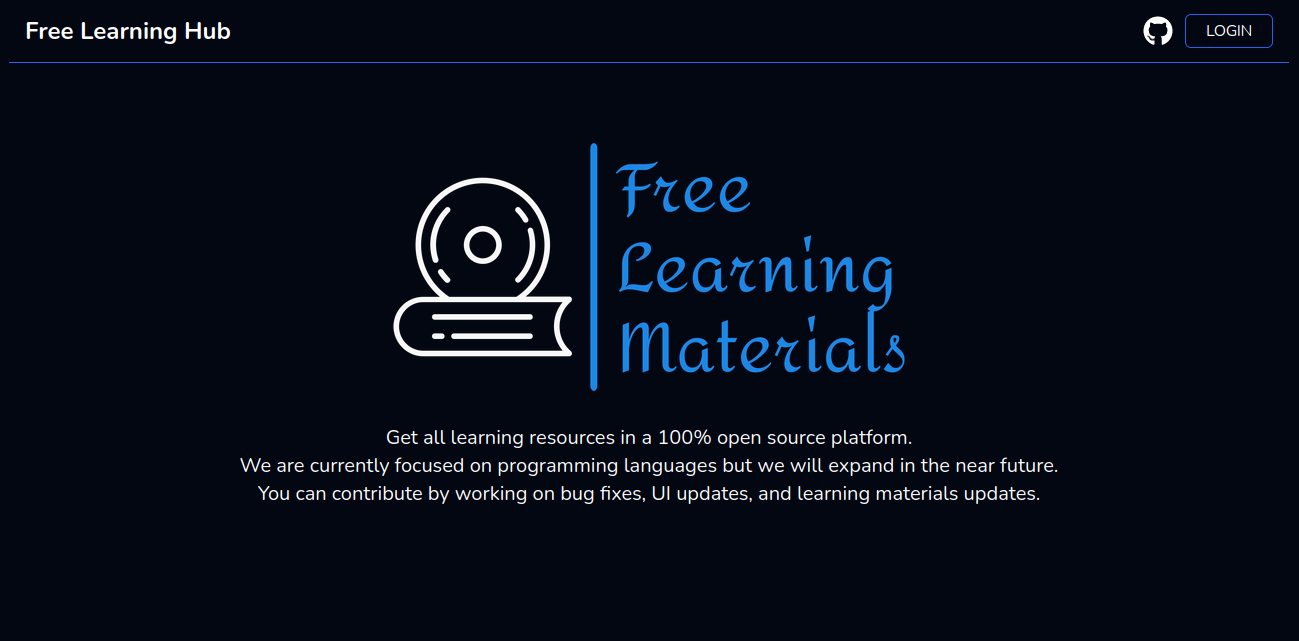 Free Learning Hub
LOGIN
Free
Learning
Materials
Get all learning resources in a 100% open source platform.
We are currently focused on programming languages but we will expand in the near future.
You can contribute by working on bug fixes, UI updates, and learning materials updates.